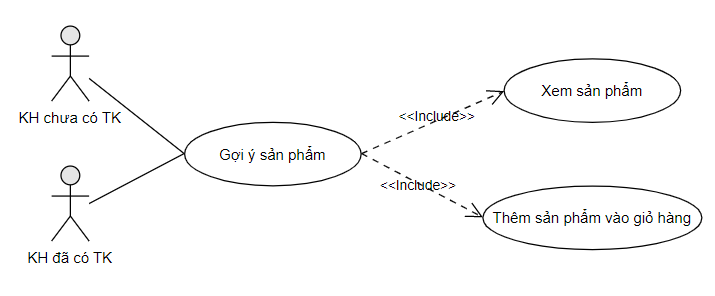 KH chưa có TK
Gợi ý sản phẩm
KH đã có TK
<<Include>>
Xem sản phẩm
<<Include>>
Thêm sản phẩm vào giỏ hàng